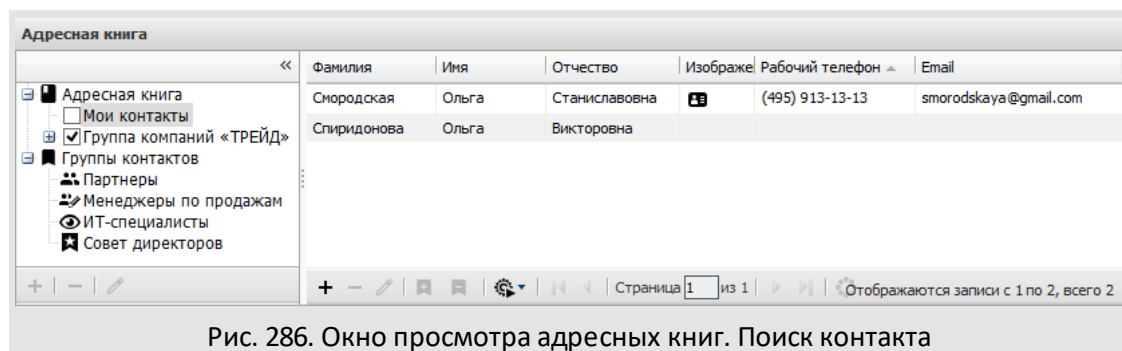 Адресная книга
Фамилия Имя Отчество Изображе Рабочий телефон Email
Адресная книга
Мои контакты
Группа компаний «ТРЕЙД»
Группы контактов
Партнеры
Менеджеры по продажам
ИТ-специалисты
Совет директоров
Смородская Ольга Станиславовна (495) 913-13-13 smorodskaya@gmail.com
Спиридонова Ольга Викторовна
Страница 1 из 1 Отображаются записи с 1 по 2, всего 2
Рис. 286. Окно просмотра адресных книг. Поиск контакта